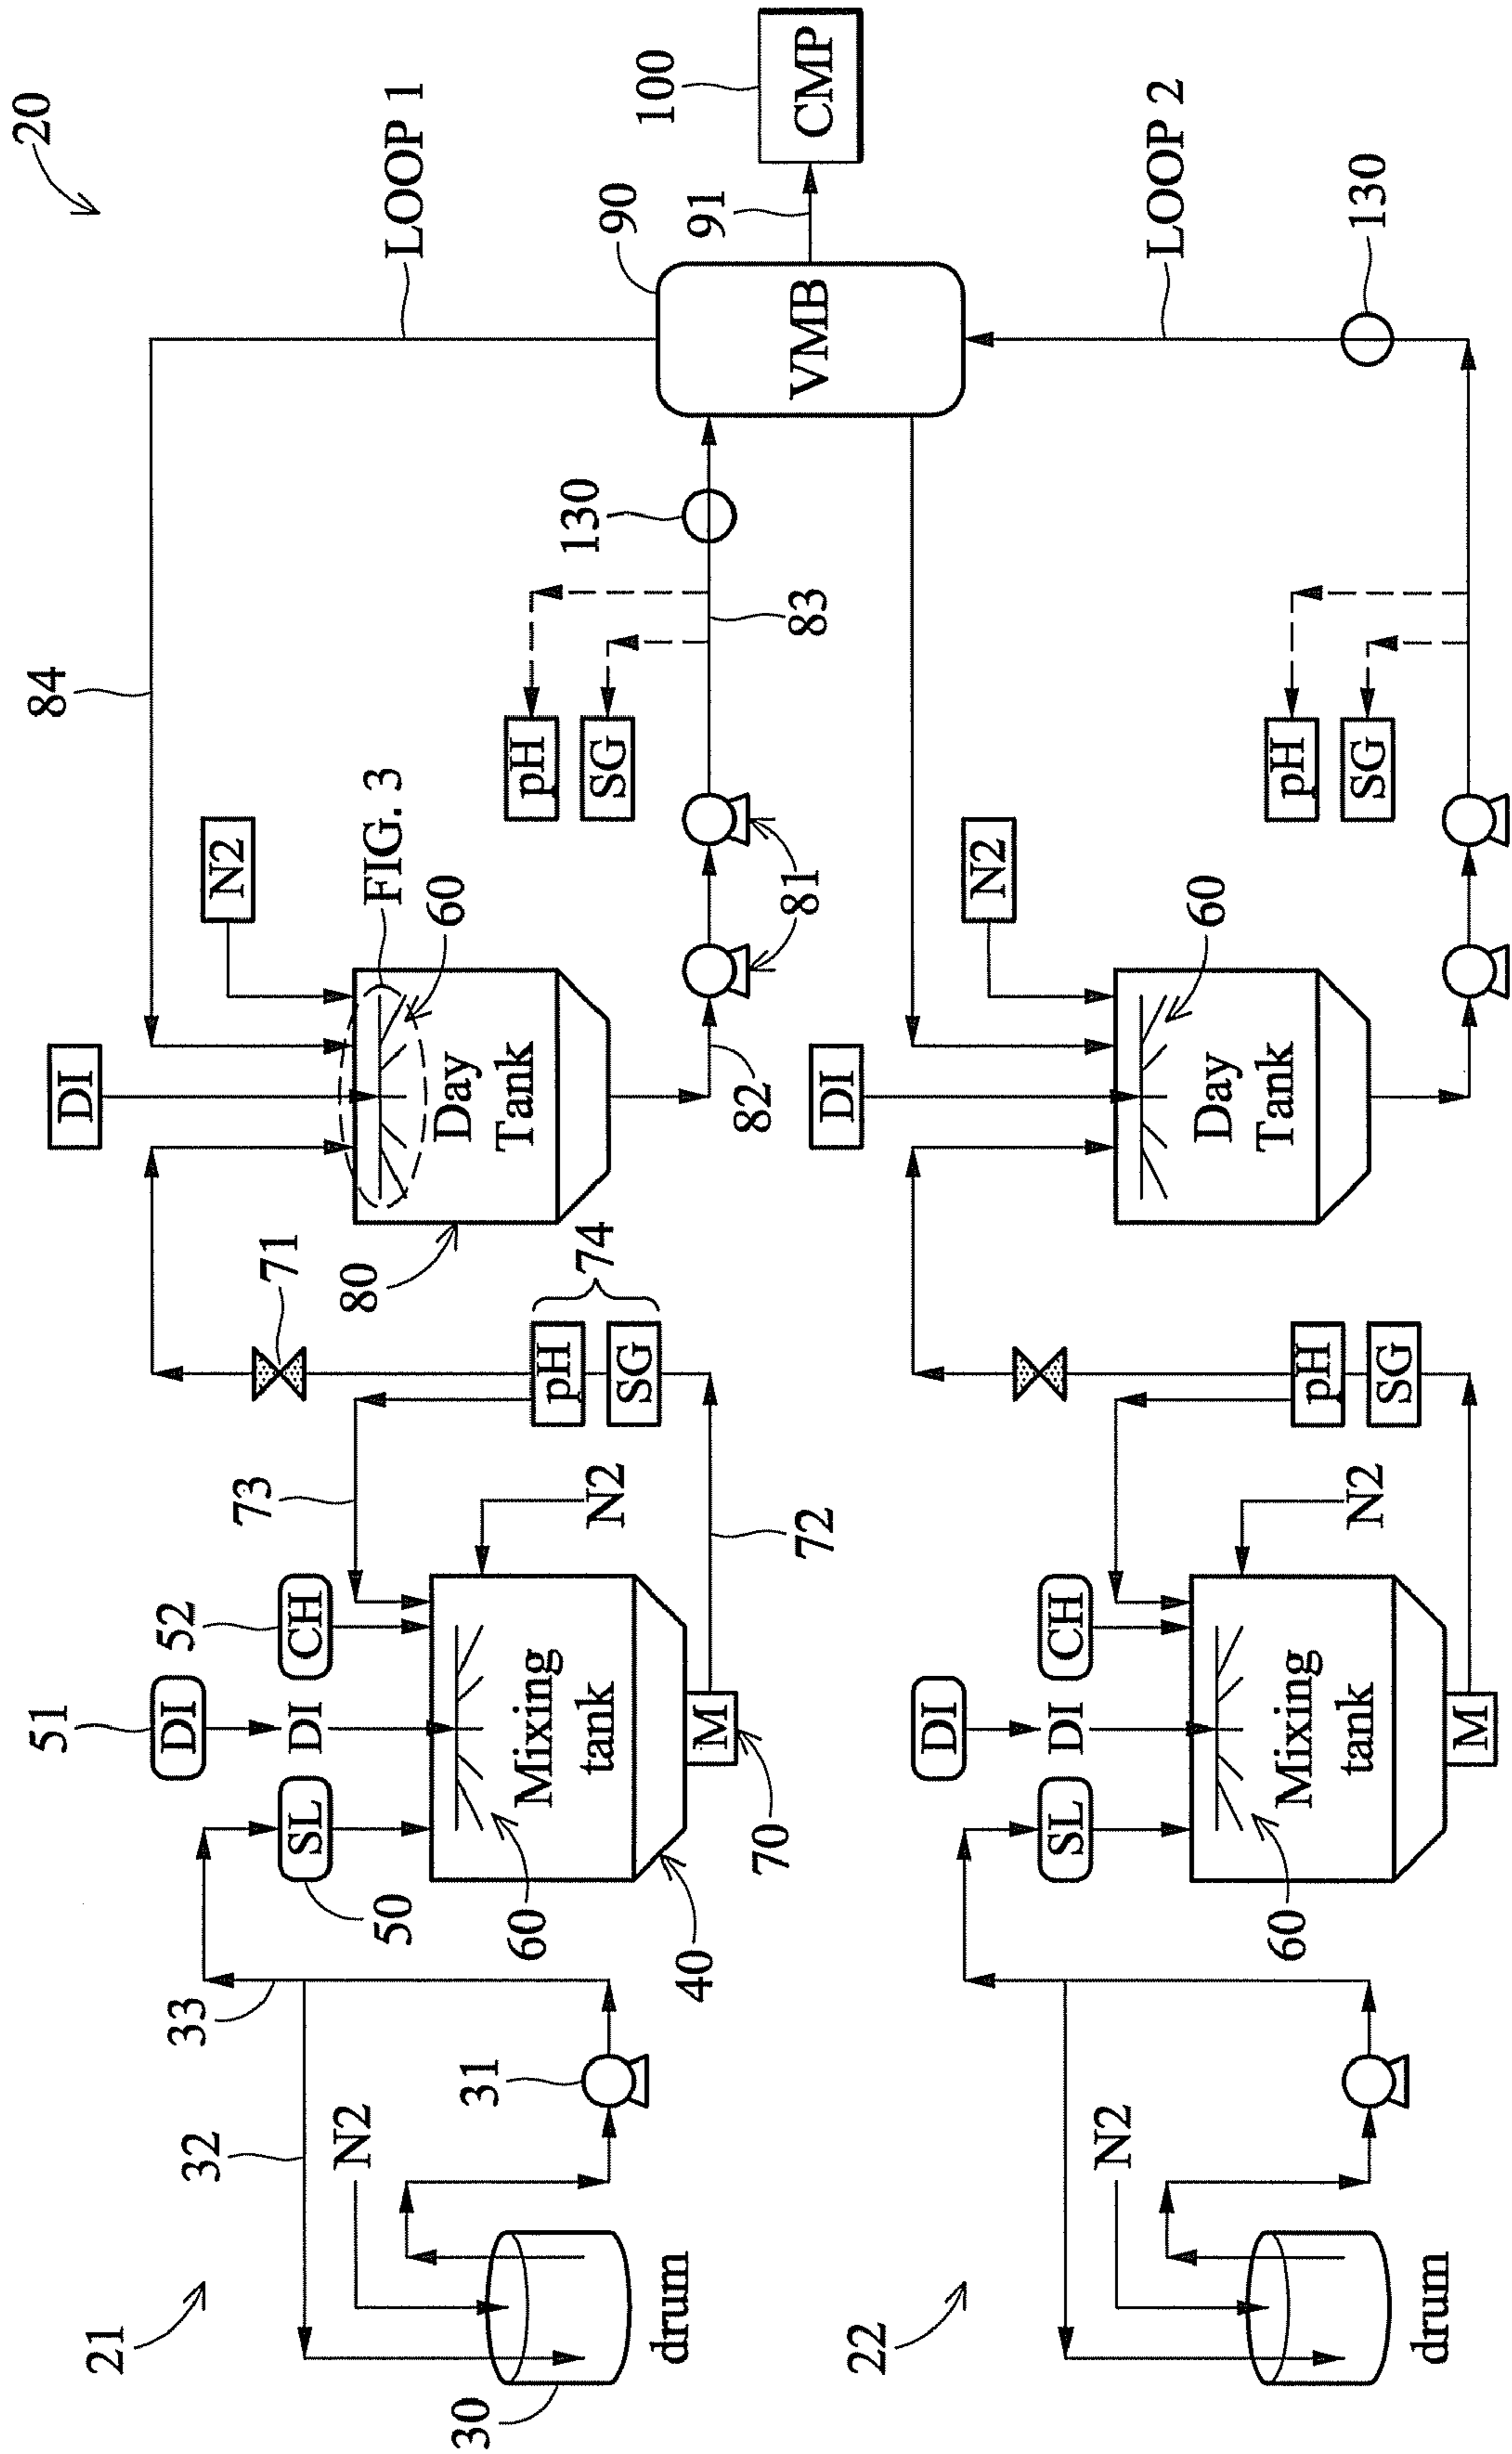 20
21
30
drum
N2
32
31
33
SL
50
DI
51
DI
CH
52
60
Mixing
tank
40
M
70
72
73
N2
pH
SG
74
71
80
DI
84
N2
FIG. 3
60
Day
Tank
82
81
pH
SG
83
130
LOOP 1
90
VMB
91
CMP
100
22
drum
N2
SL
DI
DI
CH
60
Mixing
tank
M
N2
pH
SG
DI
N2
60
Day
Tank
pH
SG
LOOP 2
130